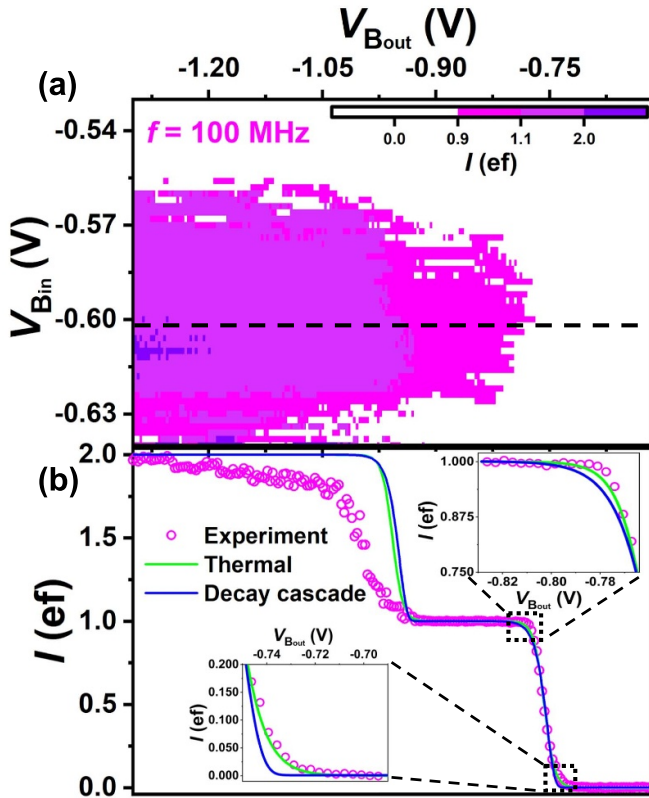 V_Bout (V)
-1.20 -1.05 -0.90 -0.75
(a)
f = 100 MHz
0.0 0.9 1.1 2.0
I (ef)
V_Bin (V)
-0.54
-0.57
-0.60
-0.63
(b)
I (ef)
2.0
1.5
1.0
0.5
0.0
Experiment
Thermal
Decay cascade
I (ef)
1.000
0.875
0.750
-0.82 -0.80 -0.78
V_Bout (V)
V_Bout (V)
-0.74 -0.72 -0.70
I (ef)
0.200
0.150
0.100
0.050
0.000